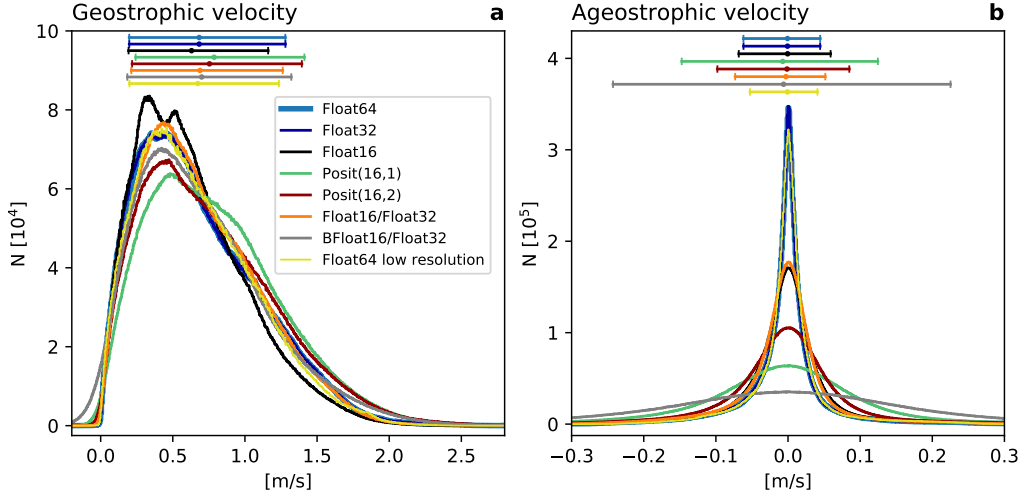 Geostrophic velocity a
10
8
6
4
2
0
N [10⁴]
Float64
Float32
Float16
Posit(16,1)
Posit(16,2)
Float16/Float32
BFloat16/Float32
Float64 low resolution
0.0 0.5 1.0 1.5 2.0 2.5
[m/s]
Ageostrophic velocity b
4
3
2
1
0
N [10⁵]
−0.3 −0.2 −0.1 0.0 0.1 0.2 0.3
[m/s]